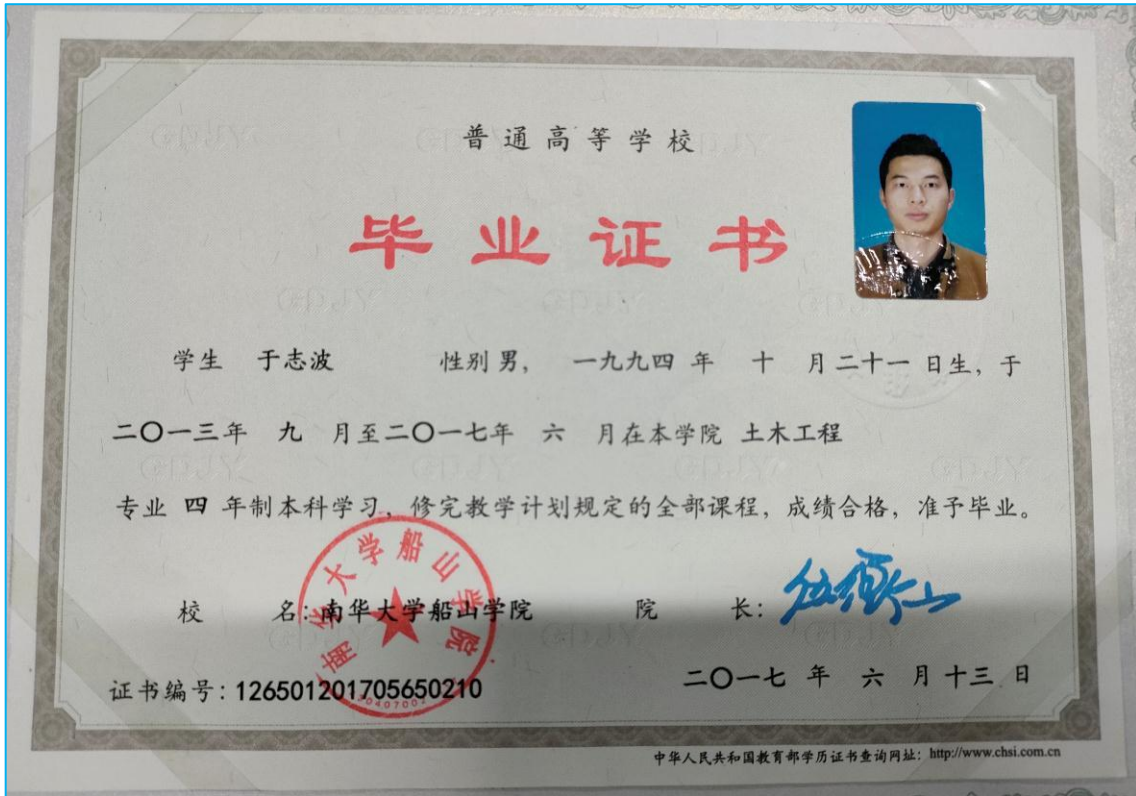 普通高等学校
毕业证书
学生 于志波 性别男, 一九九四 年 十 月二十一 日生, 于
二〇一三年 九 月至二〇一七年 六 月在本学院 土木工程
专业 四 年制本科学习, 修完教学计划规定的全部课程, 成绩合格, 准予毕业。
校 名: 南华大学船山学院 院 长:
南华大学船山学院
证书编号: 126501201705650210 二〇一七 年 六 月 十三 日
中华人民共和国教育部学历证书查询网址: http://www.chsi.com.cn